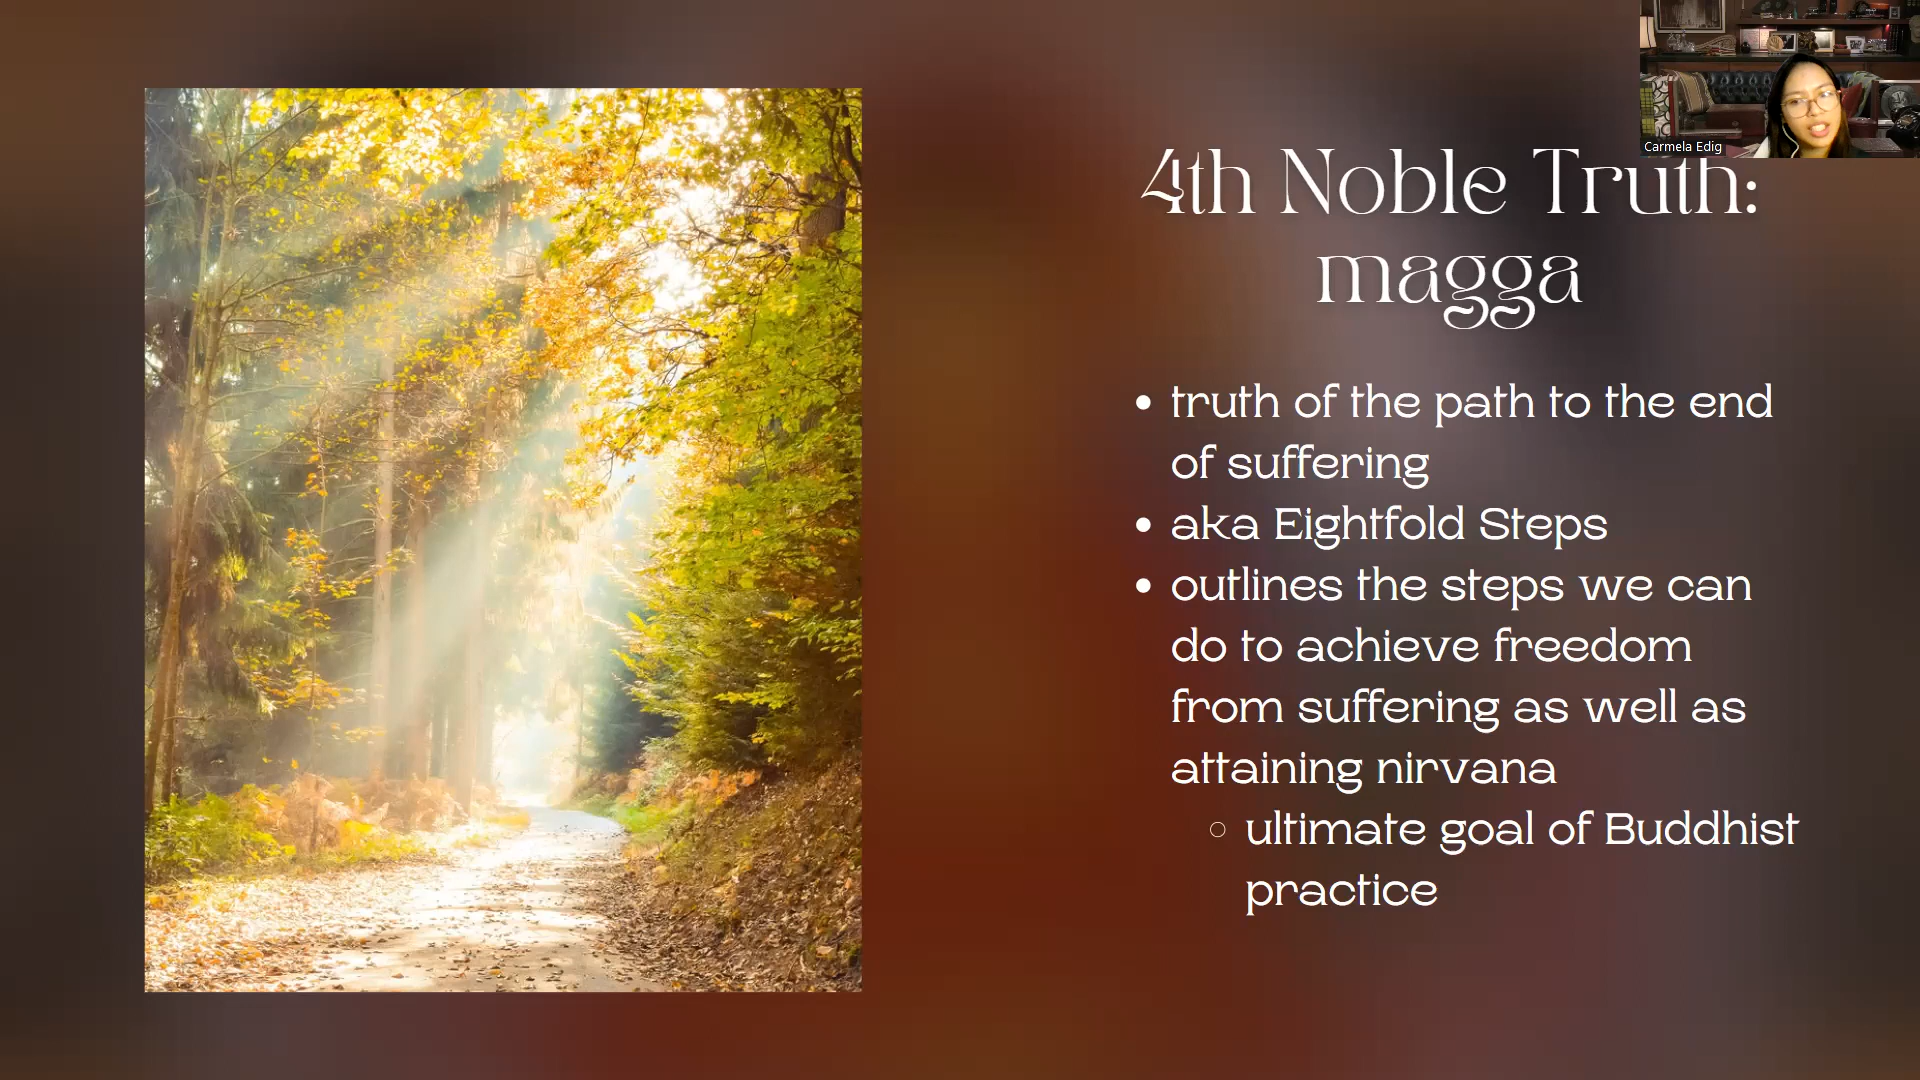 Carmela Edig
4th Noble Truth:
magga
• truth of the path to the end
of suffering
• aka Eightfold Steps
• outlines the steps we can
do to achieve freedom
from suffering as well as
attaining nirvana
○ ultimate goal of Buddhist
practice